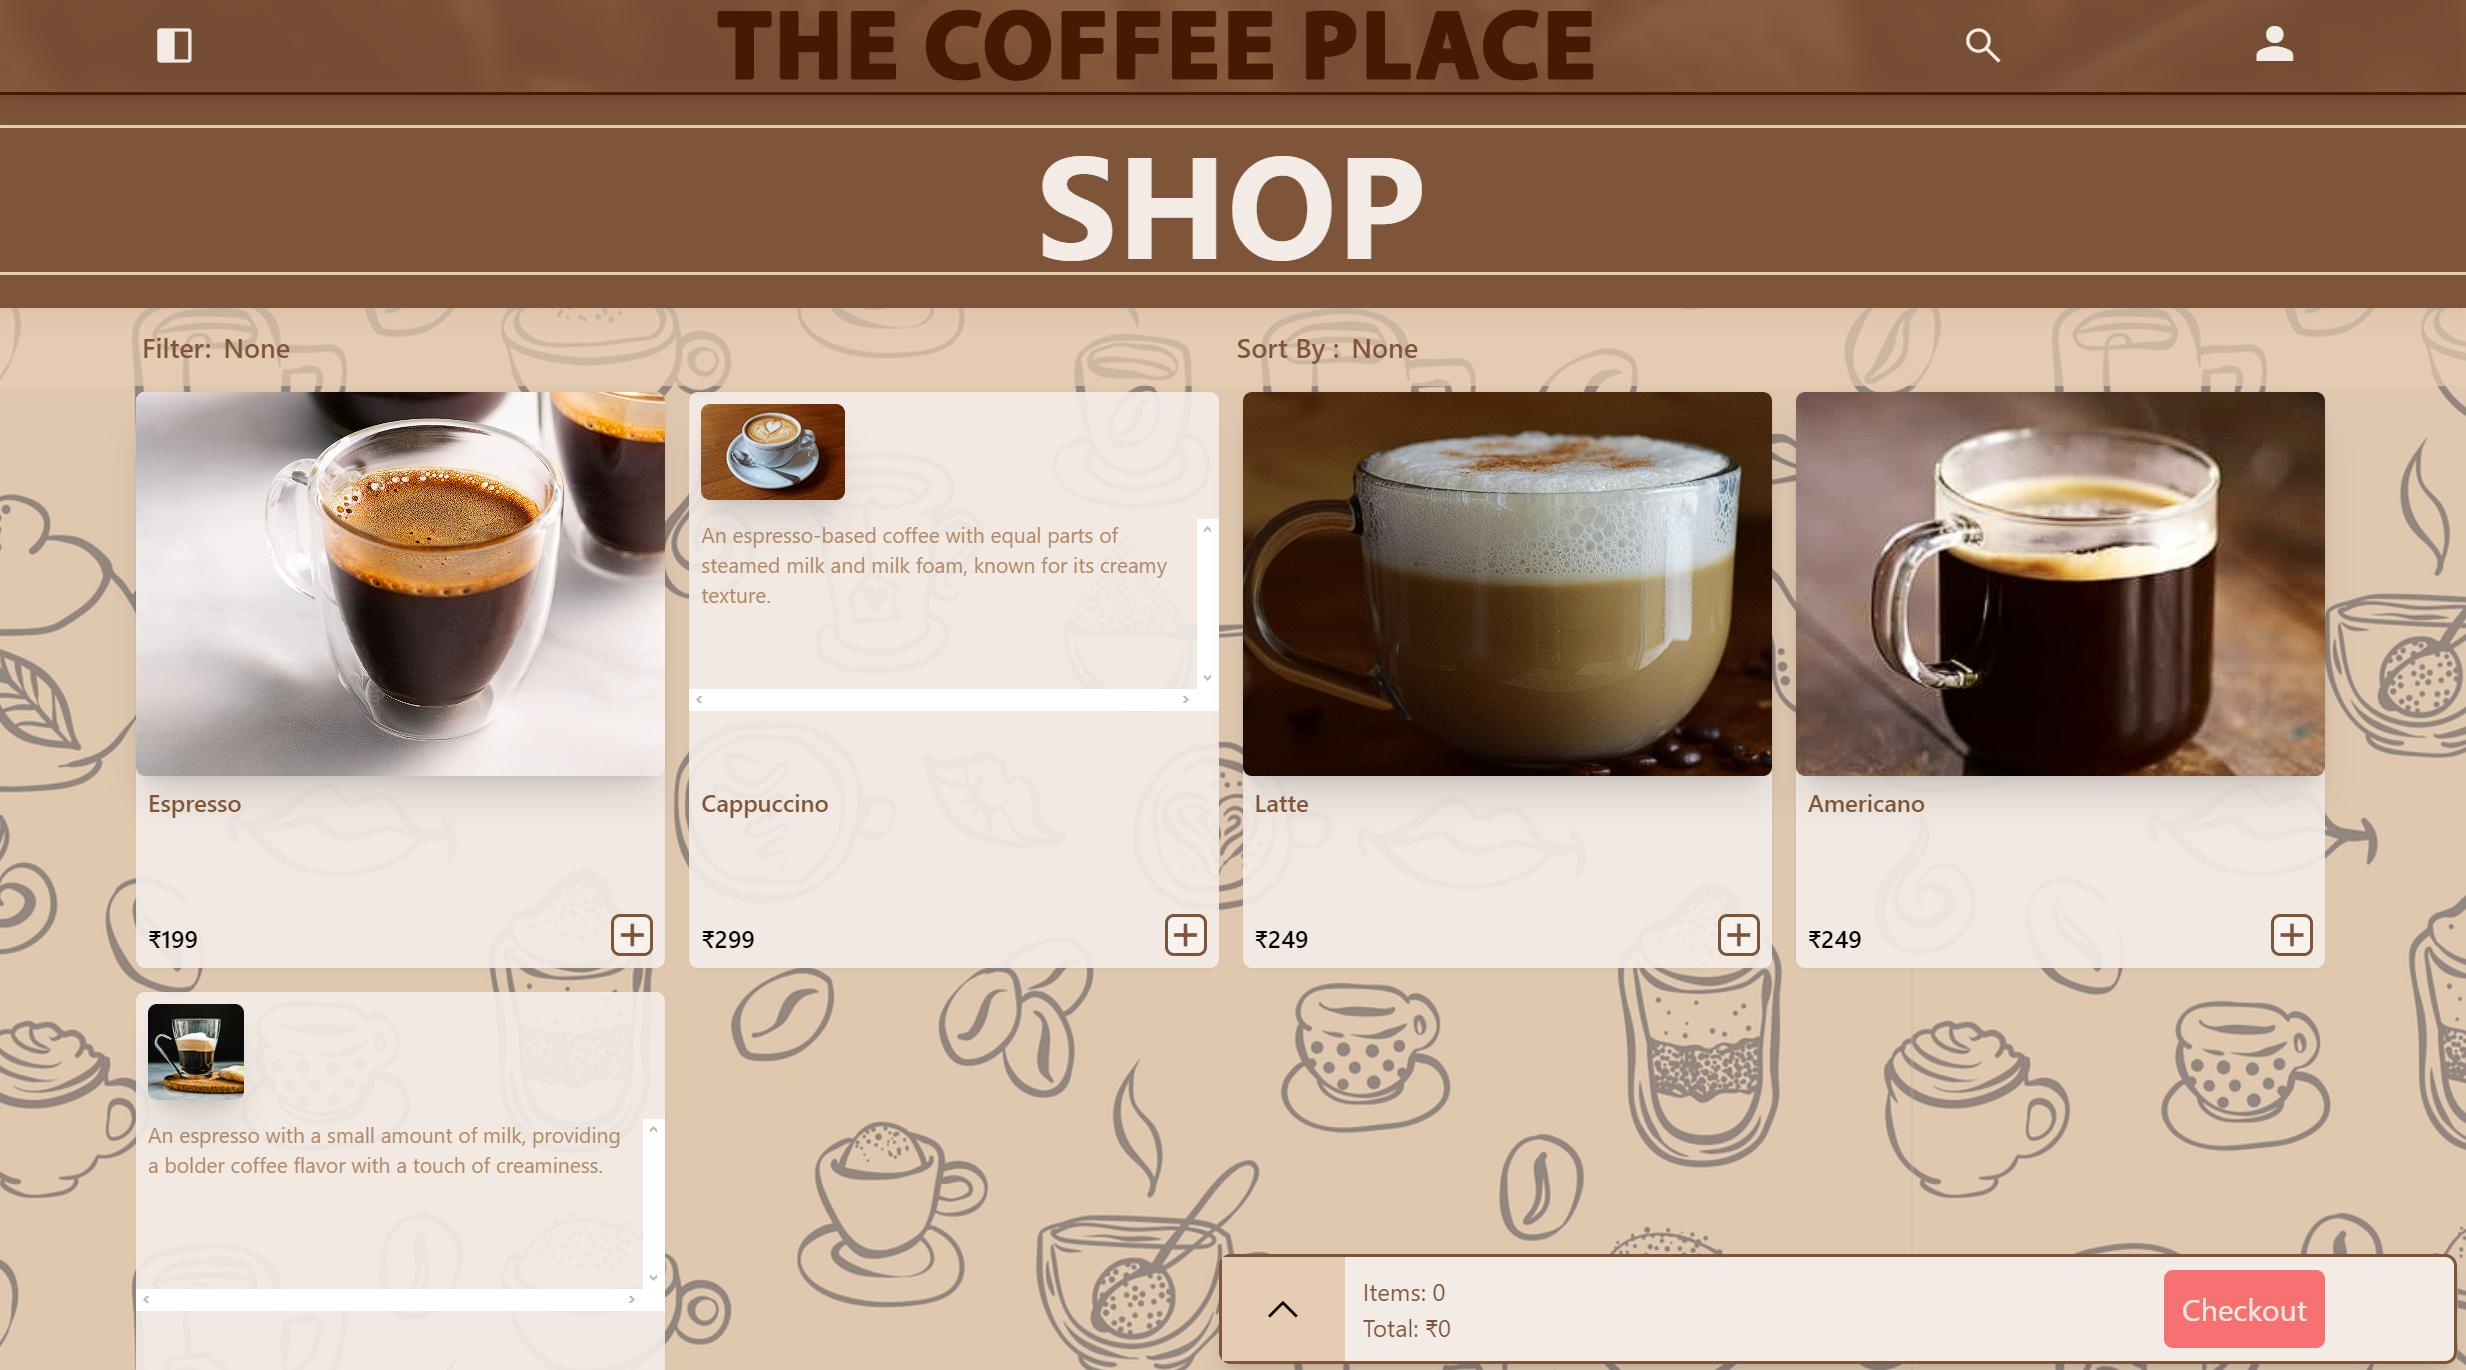 THE COFFEE PLACE
SHOP
Filter: None
Sort By : None
An espresso-based coffee with equal parts of
steamed milk and milk foam, known for its creamy
texture.
Espresso
Cappuccino
Latte
Americano
₹199
₹299
₹249
₹249
An espresso with a small amount of milk, providing
a bolder coffee flavor with a touch of creaminess.
Items: 0
Total: ₹0
Checkout